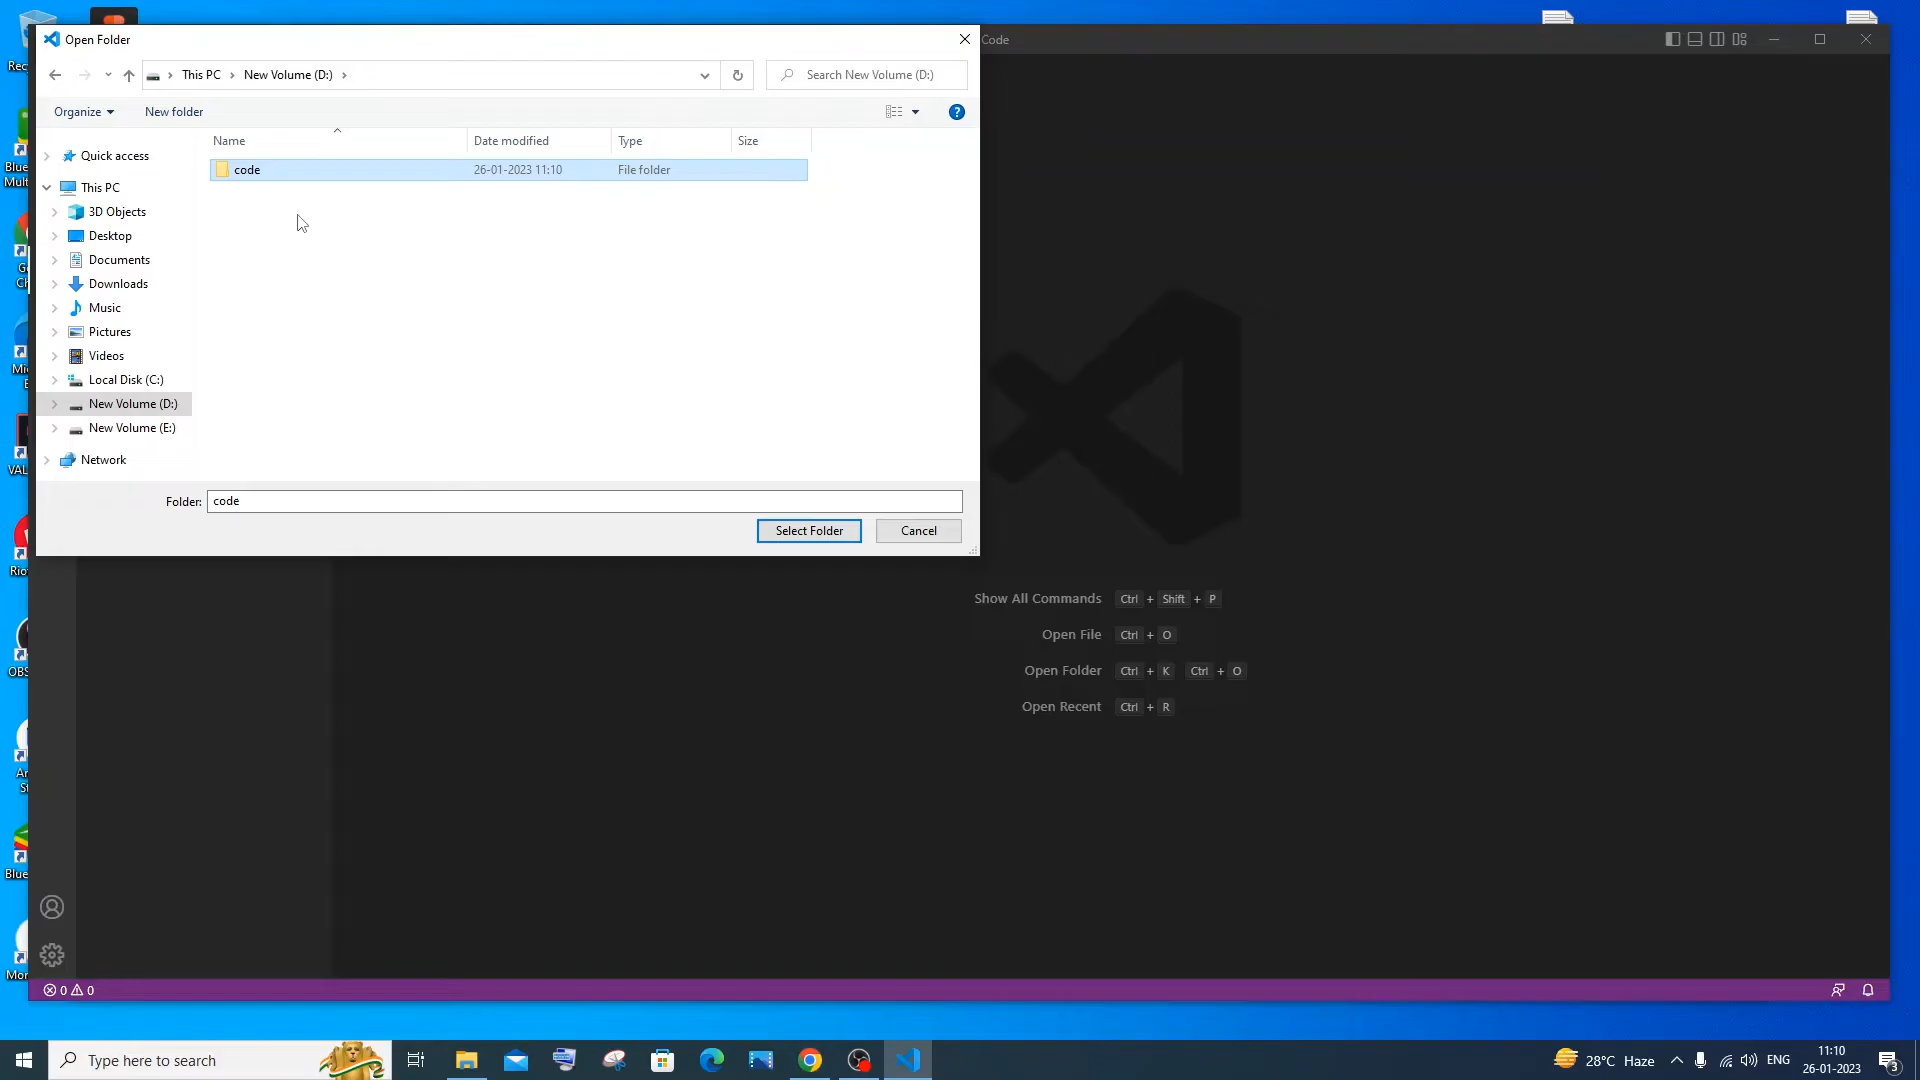 Open Folder
Code
This PC
New Volume (D:)
Search New Volume (D:)
Organize
New folder
Name
Date modified
Type
Size
Quick access
code
26-01-2023 11:10
File folder
This PC
3D Objects
Desktop
Documents
Downloads
Music
Pictures
Videos
Local Disk (C:)
New Volume (D:)
New Volume (E:)
Network
Folder: code
Select Folder
Cancel
Show All Commands Ctrl + Shift + P
Open File Ctrl + O
Open Folder Ctrl + K Ctrl + O
Open Recent Ctrl + R
0 0
Type here to search
28°C Haze
ENG
11:10
26-01-2023
3